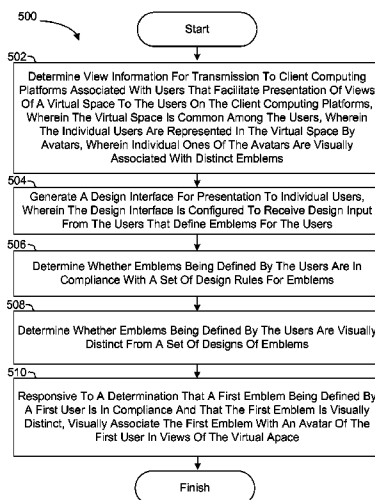 500
Start
502
Determine View Information For Transmission To Client Computing
Platforms Associated With Users That Facilitate Presentation Of Views
Of A Virtual Space To The Users On The Client Computing Platforms,
Wherein The Virtual Space Is Common Among The Users, Wherein
The Individual Users Are Represented In The Virtual Space By
Avatars, Wherein Individual Ones Of The Avatars Are Visually
Associated With Distinct Emblems
504
Generate A Design Interface For Presentation To Individual Users,
Wherein The Design Interface Is Configured To Receive Design Input
From The Users That Define Emblems For The Users
506
Determine Whether Emblems Being Defined By The Users Are In
Compliance With A Set Of Design Rules For Emblems
508
Determine Whether Emblems Being Defined By The Users Are Visually
Distinct From A Set Of Designs Of Emblems
510
Responsive To A Determination That A First Emblem Being Defined By
A First User Is In Compliance And That The First Emblem Is Visually
Distinct, Visually Associate The First Emblem With An Avatar Of The
First User In Views Of The Virtual Apace
Finish